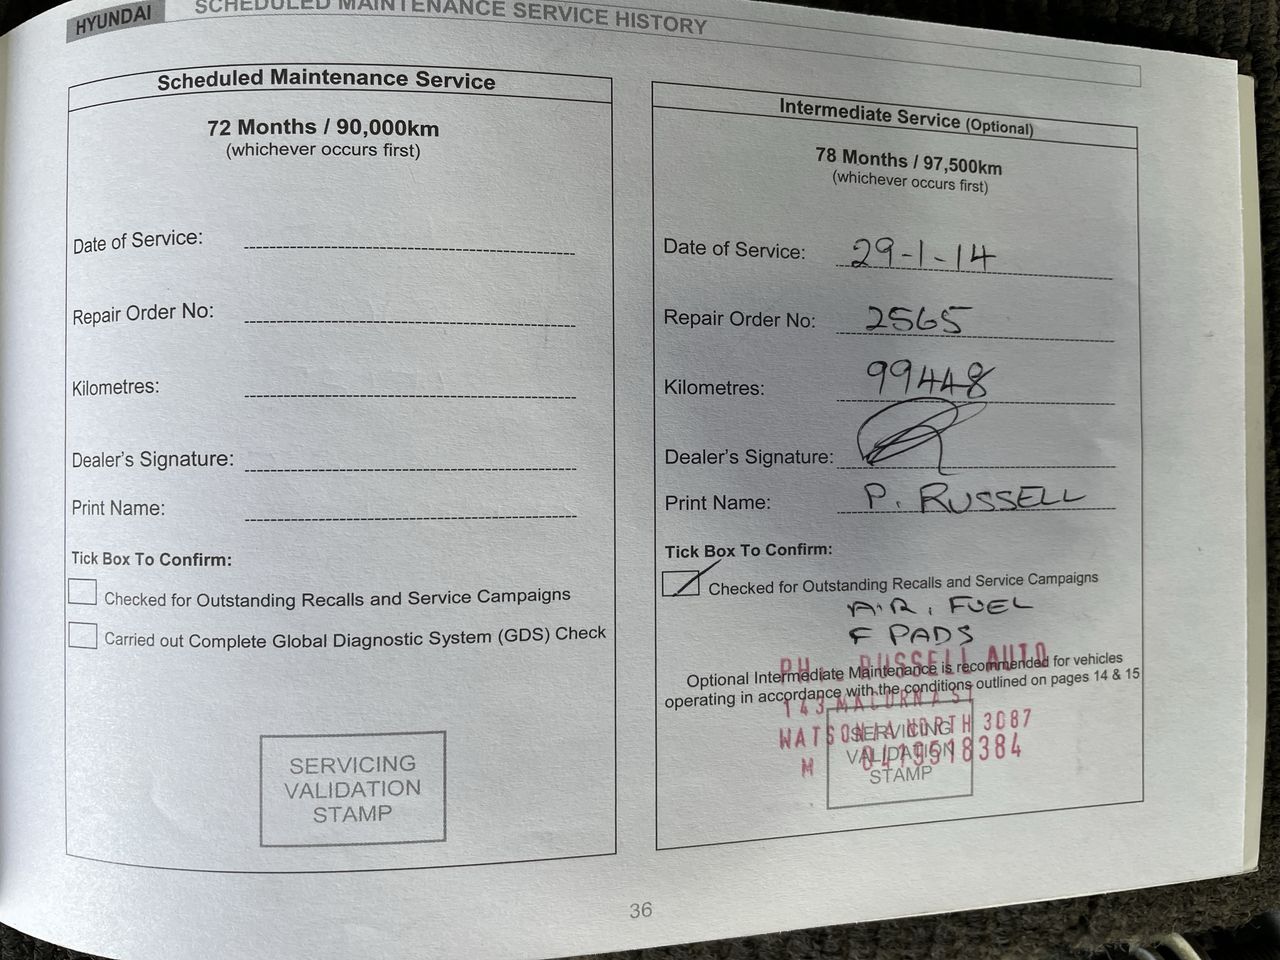 HYUNDAI
SCHEDULED MAINTENANCE SERVICE HISTORY
Scheduled Maintenance Service
72 Months / 90,000km
(whichever occurs first)
Date of Service:
Repair Order No:
Kilometres:
Dealer's Signature:
Print Name:
Tick Box To Confirm:
Checked for Outstanding Recalls and Service Campaigns
Carried out Complete Global Diagnostic System (GDS) Check
SERVICING
VALIDATION
STAMP
Intermediate Service (Optional)
78 Months / 97,500km
(whichever occurs first)
Date of Service: 29-1-14
Repair Order No: 2565
Kilometres: 99448
Dealer's Signature:
Print Name: P. RUSSELL
Tick Box To Confirm:
Checked for Outstanding Recalls and Service Campaigns
AIR, FUEL
F PADS
Optional Intermediate Maintenance is recommended for vehicles
operating in accordance with the conditions outlined on pages 14 & 15
RUSSELL AUTO
143 ST
WATSONIA NORTH 3087
M 0419518384
SERVICING
VALIDATION
STAMP
36